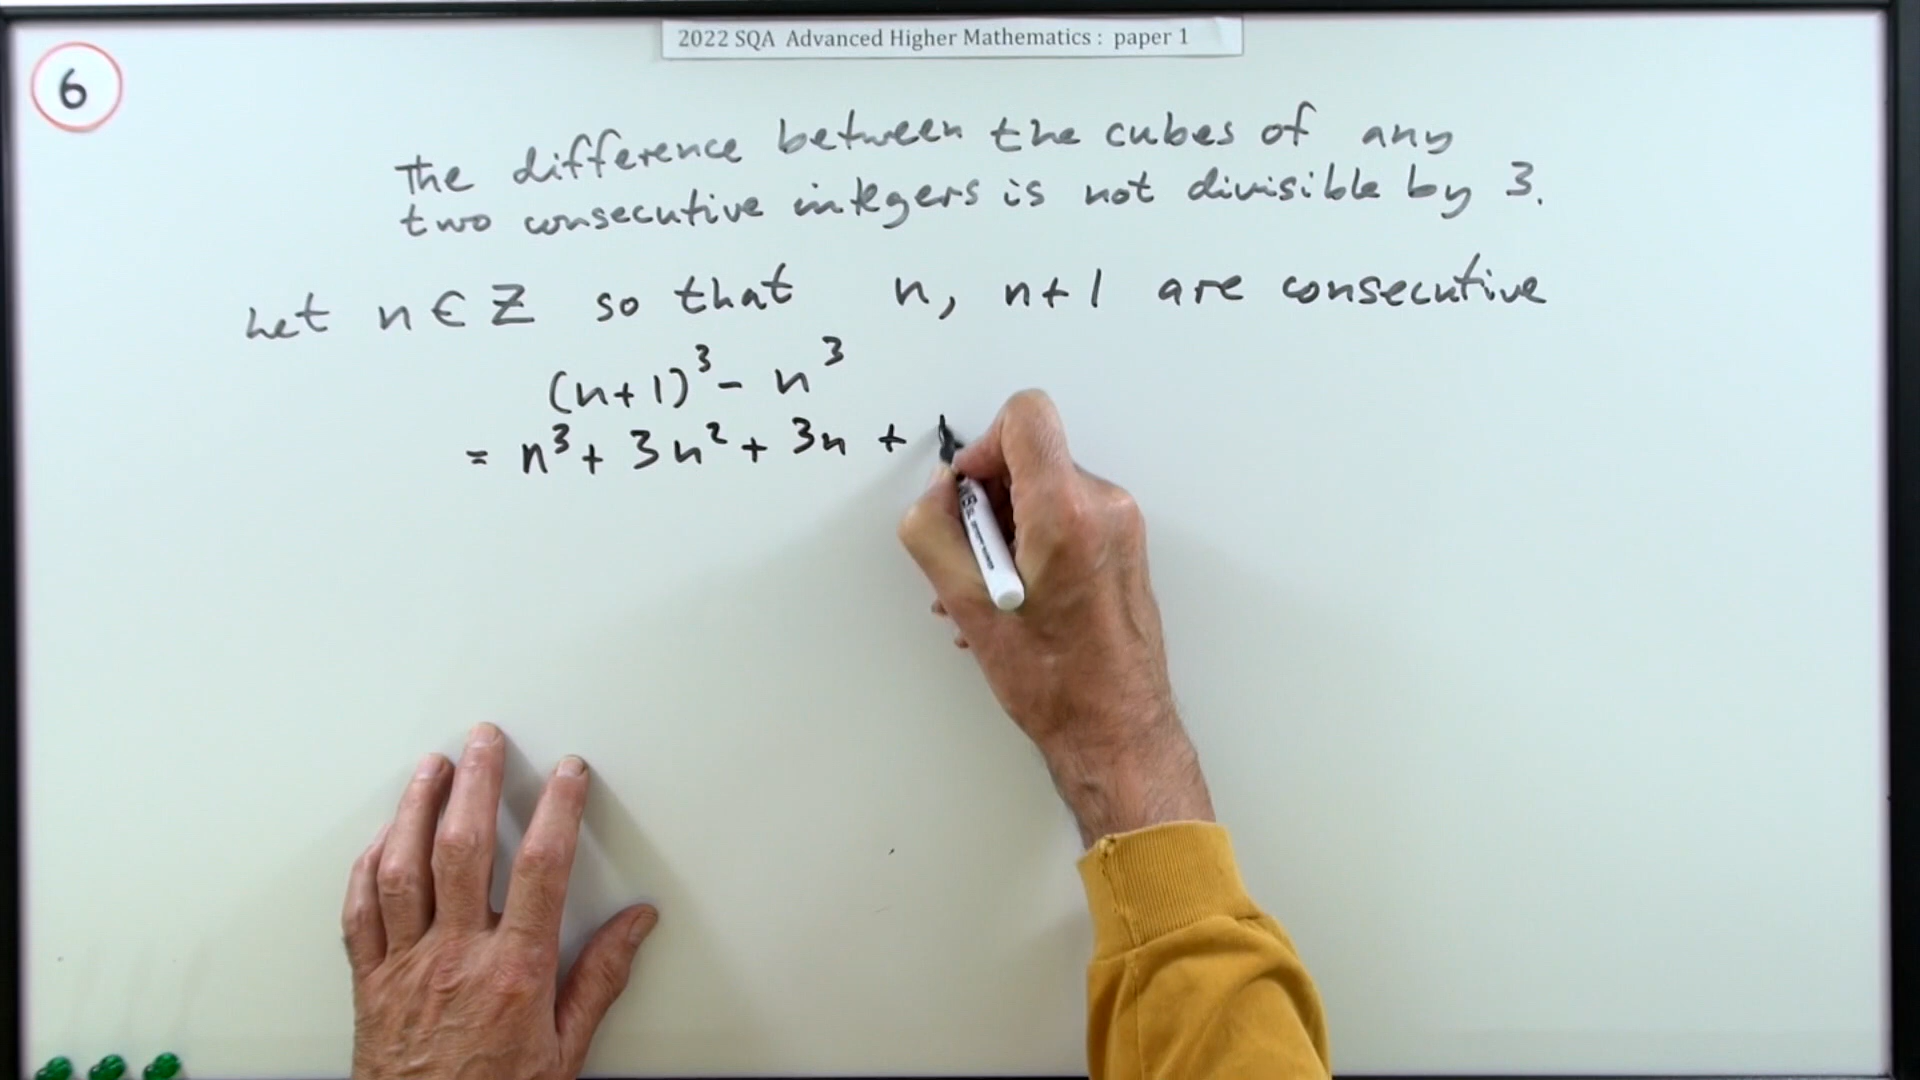 2022 SQA Advanced Higher Mathematics : paper 1
6
The difference between the cubes of any
two consecutive integers is not divisible by 3.
Let n ∈ Z so that n, n+1 are consecutive
(n+1)³ - n³
= n³ + 3n² + 3n +